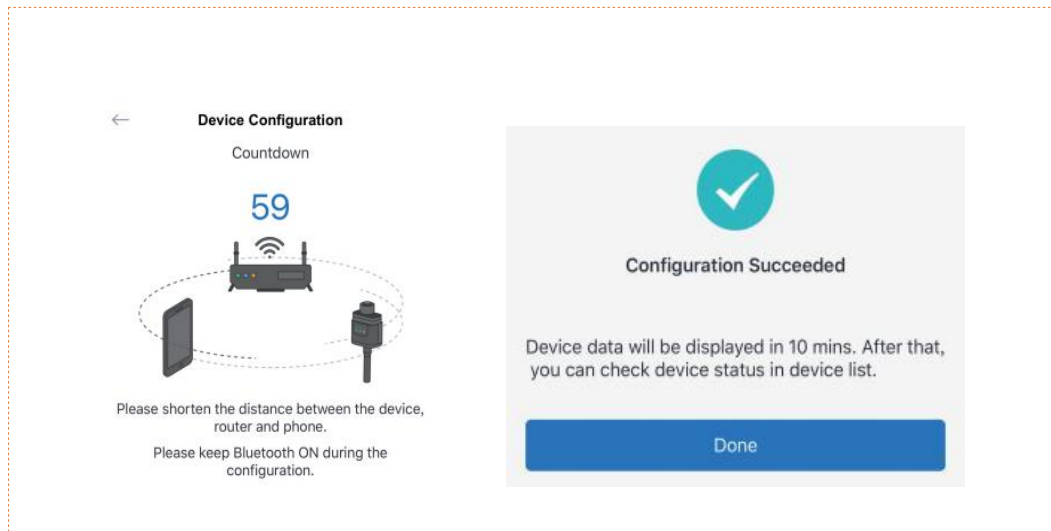 Device Configuration
Countdown
59
Please shorten the distance between the device,
router and phone.
Please keep Bluetooth ON during the
configuration.
Configuration Succeeded
Device data will be displayed in 10 mins. After that,
you can check device status in device list.
Done